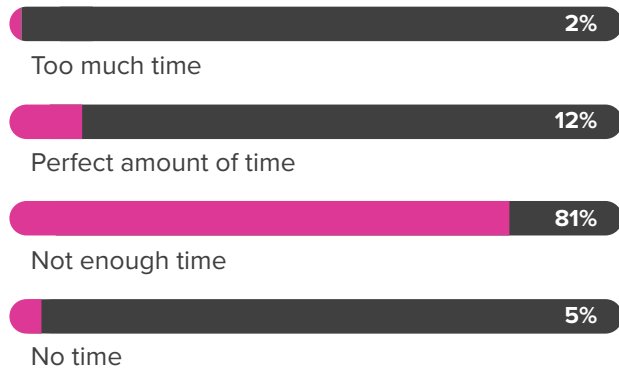 2%
Too much time
12%
Perfect amount of time
81%
Not enough time
5%
No time